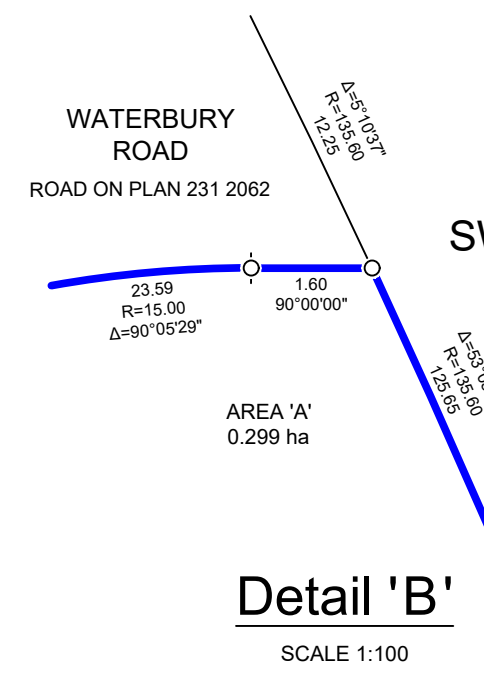 WATERBURY
ROAD
ROAD ON PLAN 231 2062
Δ=5°10'37"
R=135.60
12.25
23.59
R=15.00
Δ=90°05'29"
1.60
90°00'00"
R=135.60
125.65
AREA 'A'
0.299 ha
Detail 'B'
SCALE 1:100